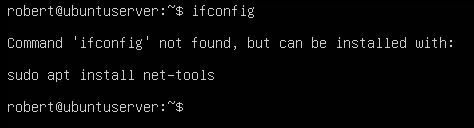 robert@ubuntuserver:~$ ifconfig
Command 'ifconfig' not found, but can be installed with:
sudo apt install net-tools
robert@ubuntuserver:~$